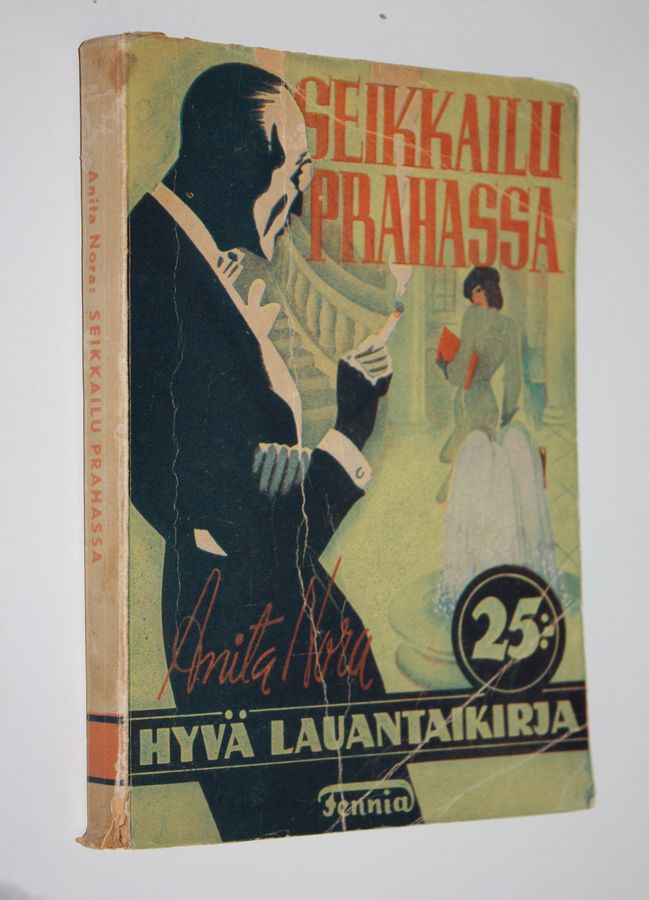 Anita Nora: SEIKKAILU PRAHASSA
SEIKKAILU
PRAHASSA
Anita Nora
25:-
HYVÄ LAUANTAIKIRJA
Fennia